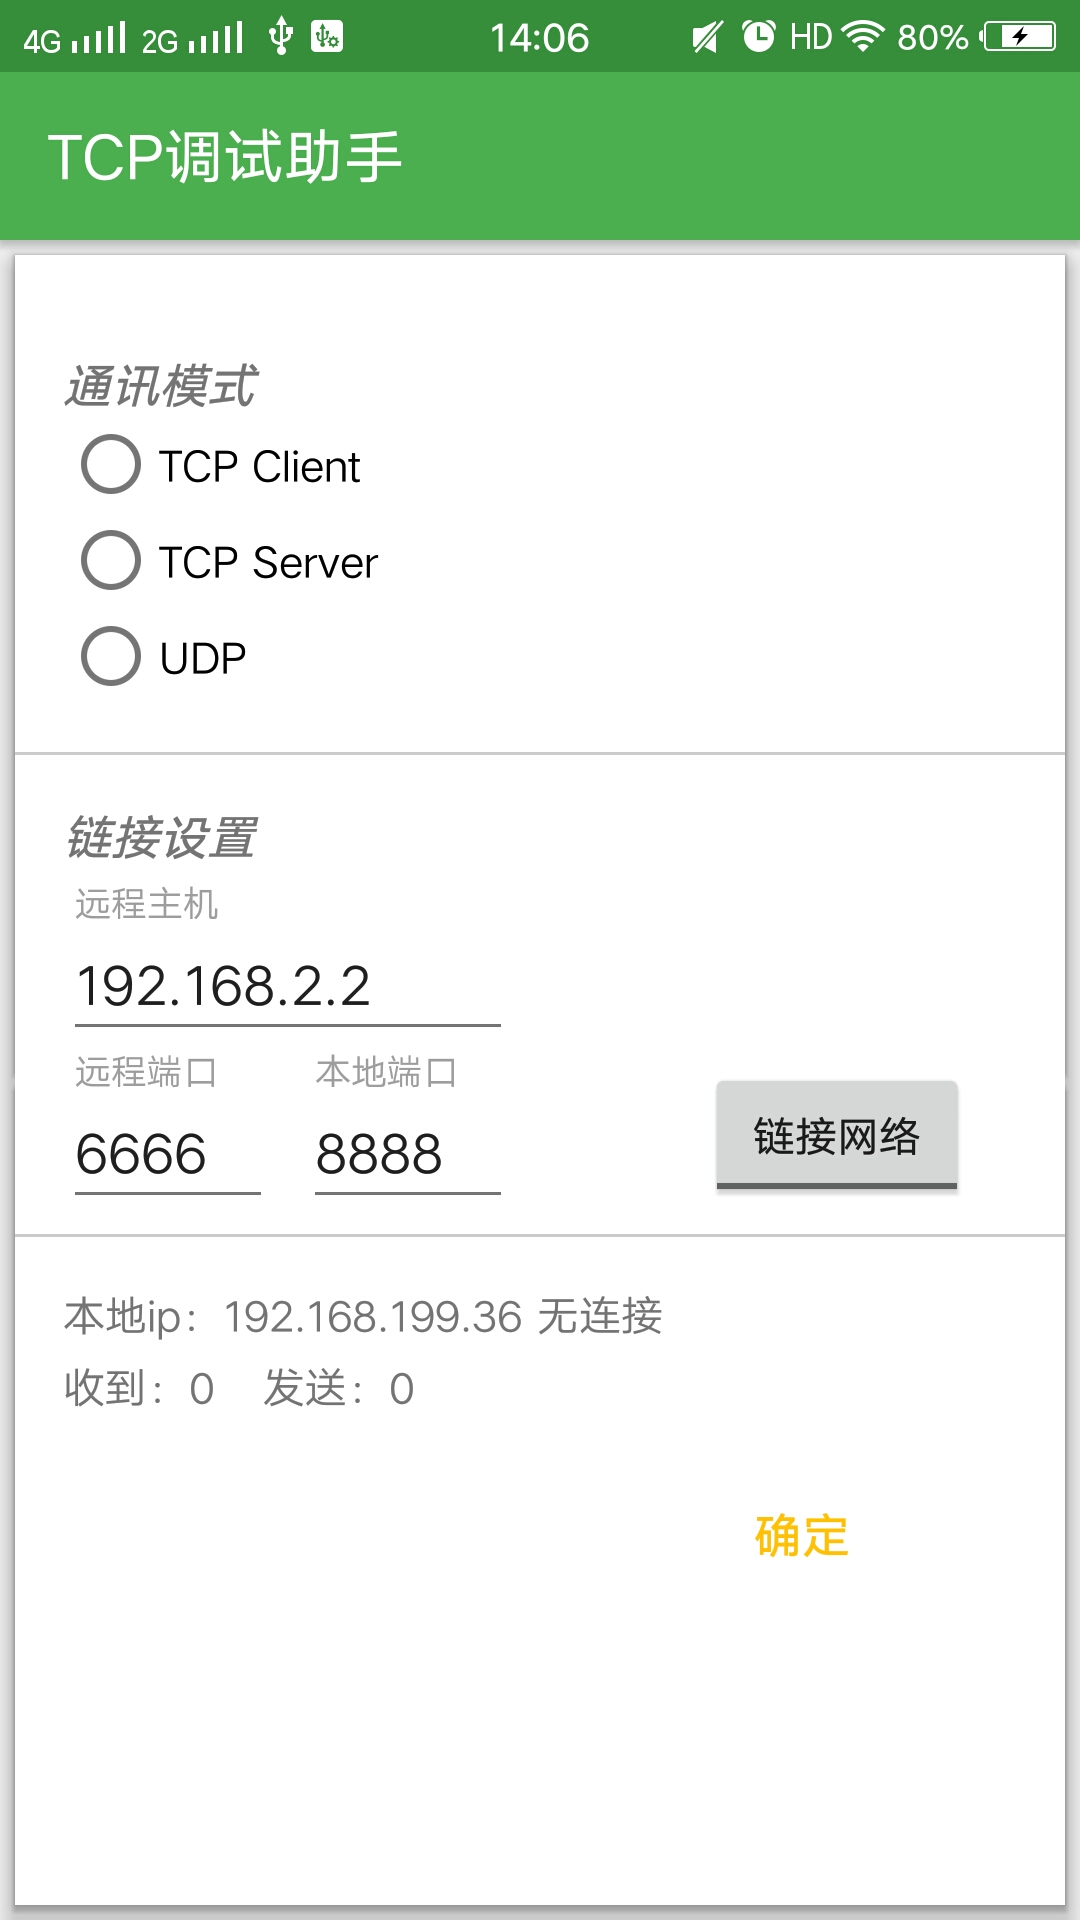 4G 2G 14:06 HD 80%
TCP调试助手
通讯模式
TCP Client
TCP Server
UDP
链接设置
远程主机
192.168.2.2
远程端口 本地端口
6666 8888 链接网络
本地ip：192.168.199.36 无连接
收到：0 发送：0
确定